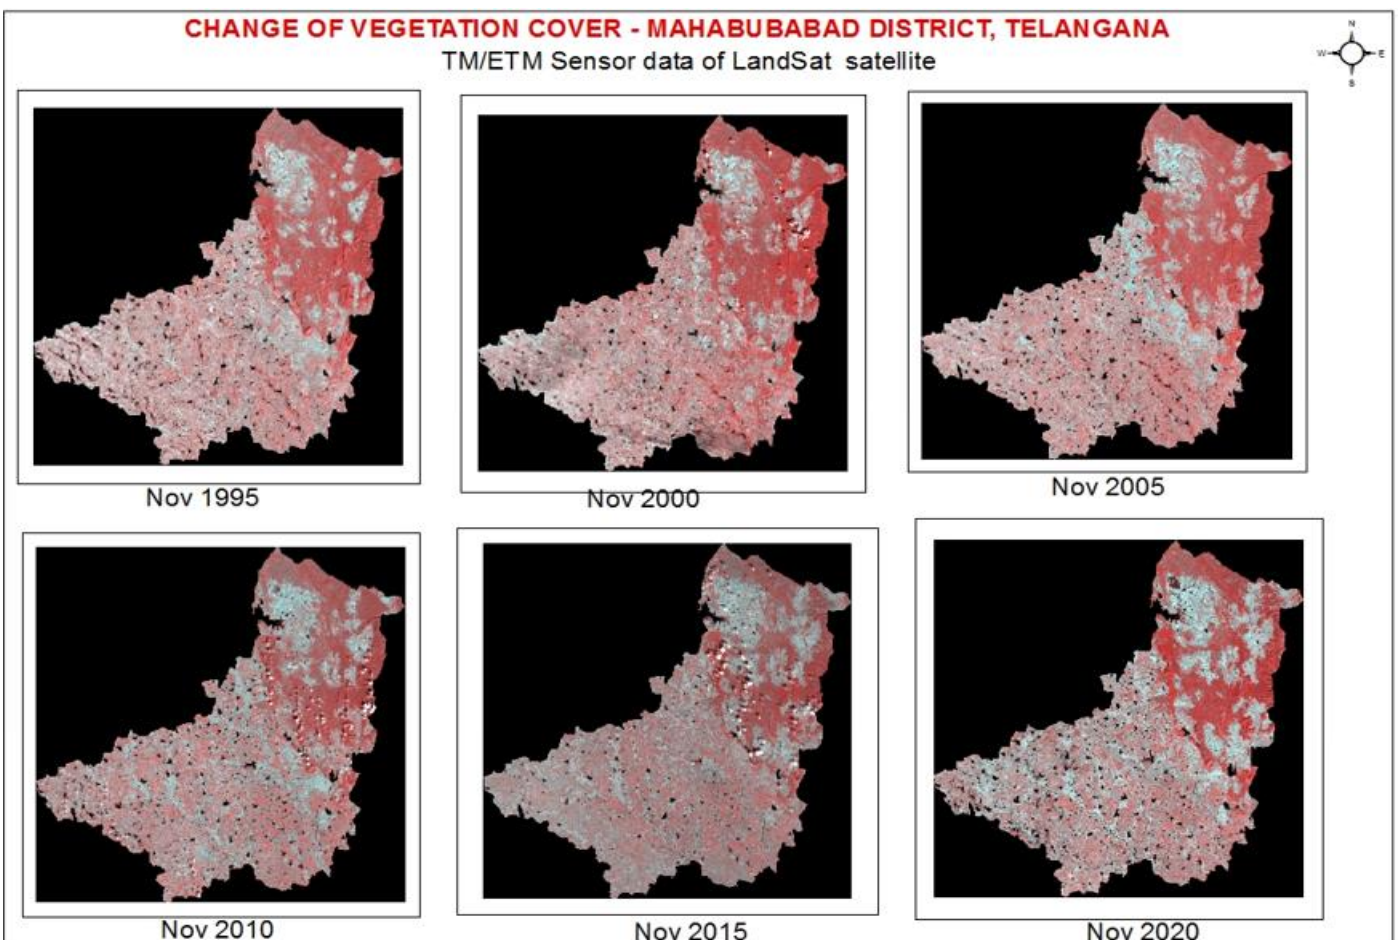 CHANGE OF VEGETATION COVER - MAHABUBABAD DISTRICT, TELANGANA
TM/ETM Sensor data of LandSat satellite
N
W E
S
Nov 1995
Nov 2000
Nov 2005
Nov 2010
Nov 2015
Nov 2020